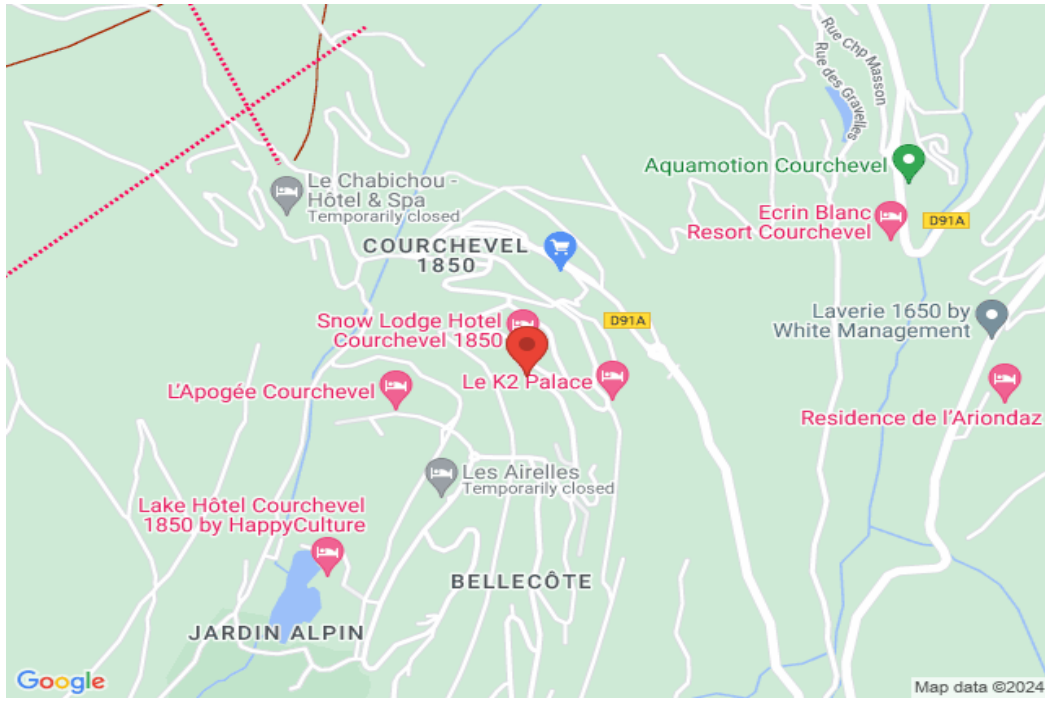 Rue Chp Masson
Rue des Gravelles
Aquamotion Courchevel
Le Chabichou -
Hôtel & Spa
Temporarily closed
Ecrin Blanc
Resort Courchevel
D91A
COURCHEVEL
1850
Snow Lodge Hotel
Courchevel 1850
D91A
Laverie 1650 by
White Management
L'Apogée Courchevel
Le K2 Palace
Residence de l'Ariondaz
Les Airelles
Temporarily closed
Lake Hôtel Courchevel
1850 by HappyCulture
BELLECÔTE
JARDIN ALPIN
Google
Map data ©2024